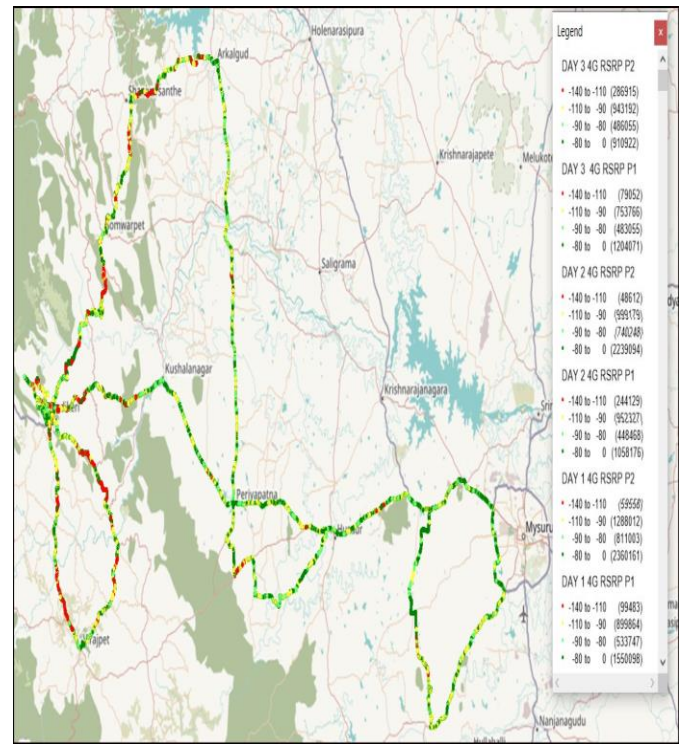 Holenarasipura
Arkalgud
Krishnarajapete
Somwarpet
Saligrama
Kushalanagar
Krishnarajanagara
Periyapatna
Mysuru
Nanjanagudu
Legend
DAY 3 4G RSRP P2
-140 to -110 (286915)
-110 to -90 (943192)
-90 to -80 (486055)
-80 to 0 (910922)
DAY 3 4G RSRP P1
-140 to -110 (79052)
-110 to -90 (753766)
-90 to -80 (483055)
-80 to 0 (1204071)
DAY 2 4G RSRP P2
-140 to -110 (48612)
-110 to -90 (999179)
-90 to -80 (740248)
-80 to 0 (2239094)
DAY 2 4G RSRP P1
-140 to -110 (244129)
-110 to -90 (952327)
-90 to -80 (448468)
-80 to 0 (1058176)
DAY 1 4G RSRP P2
-140 to -110 (59558)
-110 to -90 (1288012)
-90 to -80 (811003)
-80 to 0 (2360161)
DAY 1 4G RSRP P1
-140 to -110 (99483)
-110 to -90 (899864)
-90 to -80 (533747)
-80 to 0 (1550098)